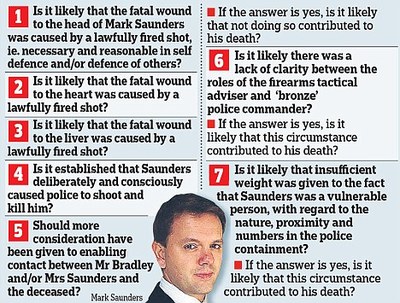 1 Is it likely that the fatal wound
to the head of Mark Saunders
was caused by a lawfully fired shot,
ie. necessary and reasonable in self
defence and/or defence of others?
2 Is it likely that the fatal wound
to the heart was caused by a
lawfully fired shot?
3 Is it likely that the fatal wound
to the liver was caused by a
lawfully fired shot?
4 Is it established that Saunders
deliberately and consciously
caused police to shoot and
kill him?
5 Should more
consideration have
been given to enabling
contact between Mr Bradley
and/or Mrs Saunders and
the deceased?
Mark Saunders
■ If the answer is yes, is it likely
that not doing so contributed to
his death?
6 Is it likely there was a
lack of clarity between the
roles of the firearms tactical
adviser and ‘bronze’
police commander?
■ If the answer is yes, is it
likely that this circumstance
contributed to his death?
7 Is it likely that insufficient
weight was given to the fact
that Saunders was a vulnerable
person, with regard to the
nature, proximity and
numbers in the police
containment?
■ If the answer is yes, is it
likely that this circumstance
contributed to his death?